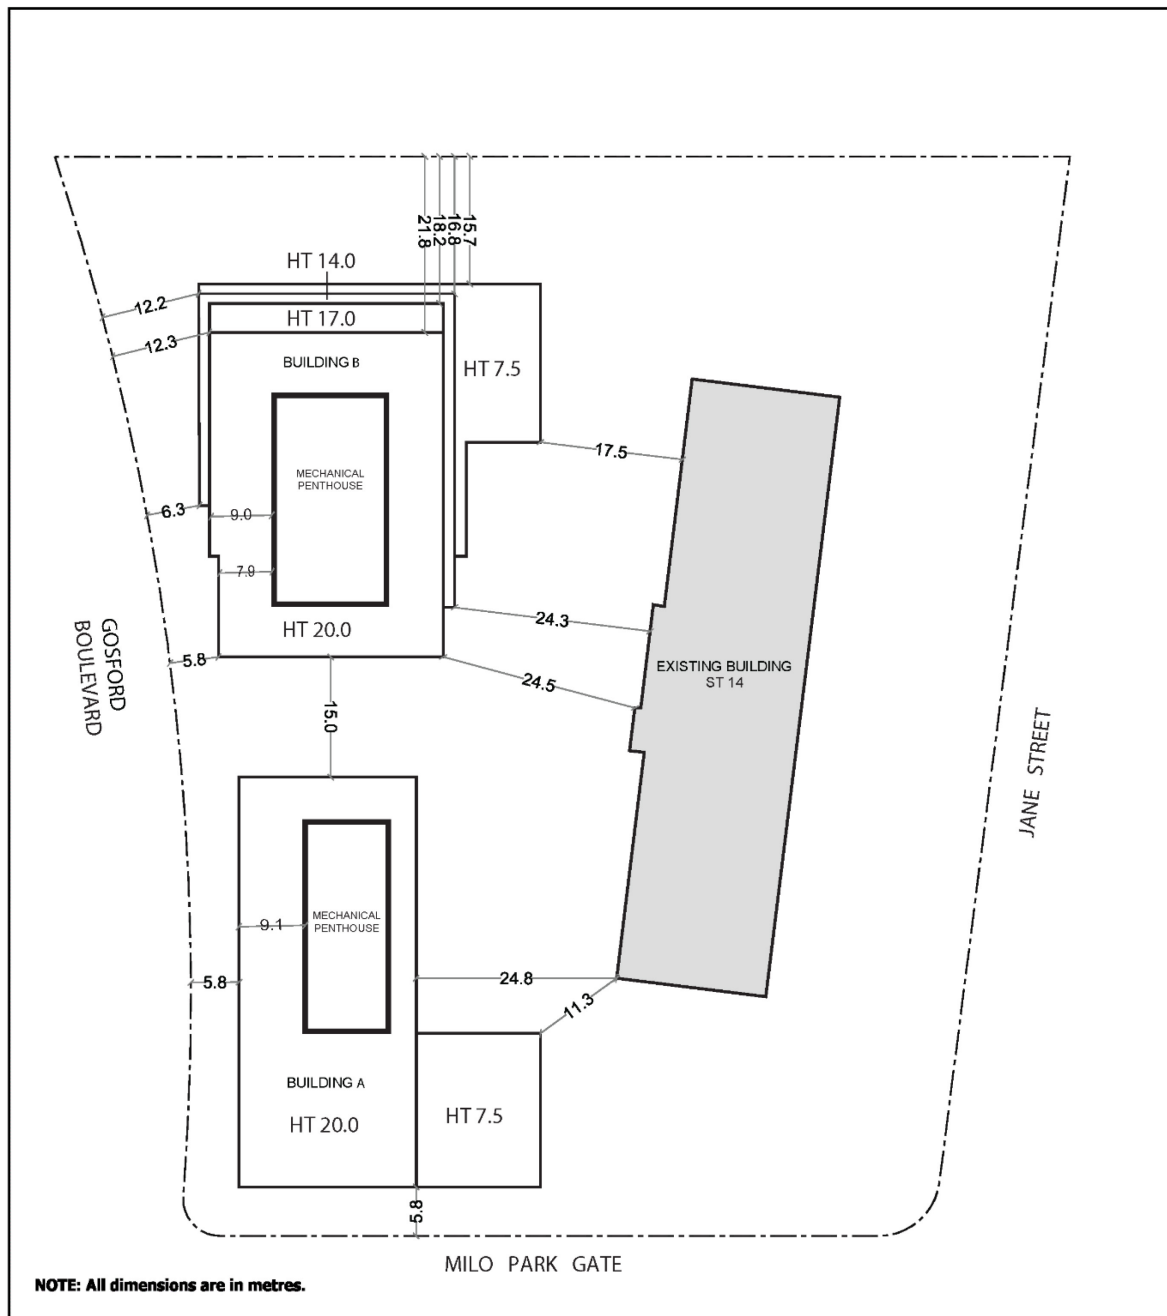 21.8
18.2
16.8
15.7
HT 14.0
12.2
HT 17.0
12.3
BUILDING B
HT 7.5
17.5
MECHANICAL
PENTHOUSE
6.3
9.0
7.9
24.3
HT 20.0
GOSFORD
BOULEVARD
5.8
EXISTING BUILDING
ST 14
24.5
15.0
JANE STREET
MECHANICAL
PENTHOUSE
9.1
5.8
24.8
11.3
BUILDING A
HT 20.0
HT 7.5
5.8
MILO PARK GATE
NOTE: All dimensions are in metres.